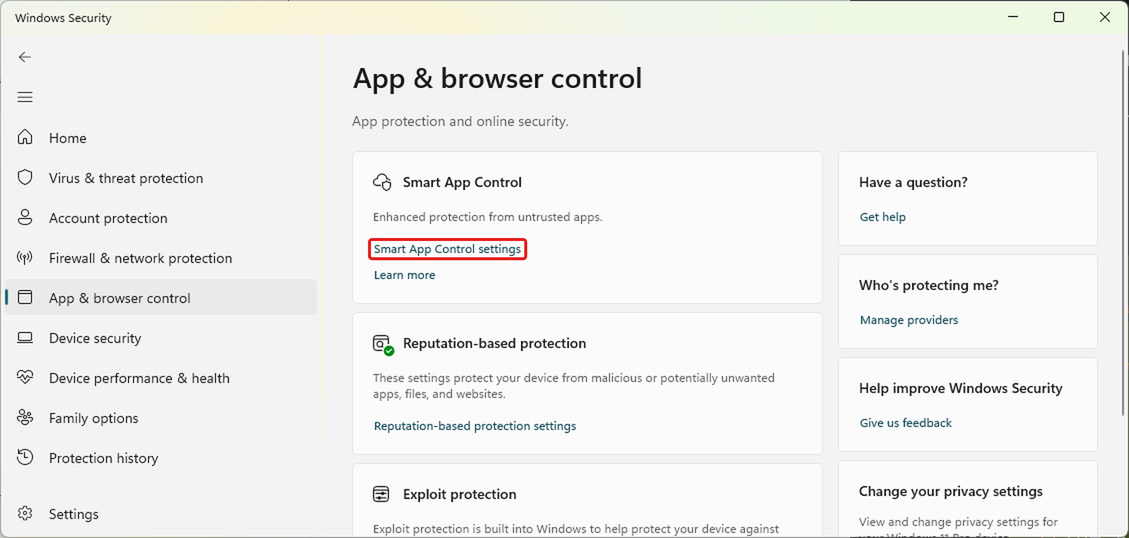 Windows Security
Home
Virus & threat protection
Account protection
Firewall & network protection
App & browser control
Device security
Device performance & health
Family options
Protection history
Settings
App & browser control
App protection and online security.
Smart App Control
Enhanced protection from untrusted apps.
Smart App Control settings
Learn more
Reputation-based protection
These settings protect your device from malicious or potentially unwanted
apps, files, and websites.
Reputation-based protection settings
Exploit protection
Exploit protection is built into Windows to help protect your device against
Have a question?
Get help
Who's protecting me?
Manage providers
Help improve Windows Security
Give us feedback
Change your privacy settings
View and change privacy settings for
your Windows 11 Pro device.